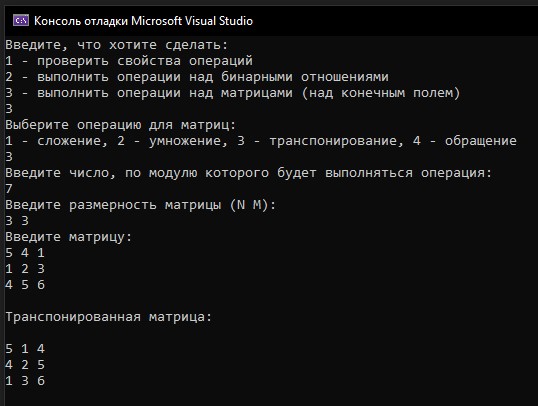 Консоль отладки Microsoft Visual Studio
Введите, что хотите сделать:
1 - проверить свойства операций
2 - выполнить операции над бинарными отношениями
3 - выполнить операции над матрицами (над конечным полем)
3
Выберите операцию для матриц:
1 - сложение, 2 - умножение, 3 - транспонирование, 4 - обращение
3
Введите число, по модулю которого будет выполняться операция:
7
Введите размерность матрицы (N M):
3 3
Введите матрицу:
5 4 1
1 2 3
4 5 6
Транспонированная матрица:
5 1 4
4 2 5
1 3 6